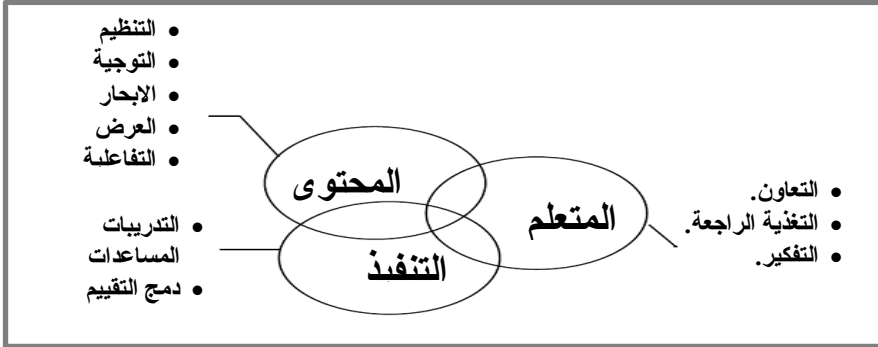 • التنظيم
• التوجية
• الابحار
• العرض
• التفاعلية
المحتوى
المتعلم
التنفيذ
• التعاون.
• التغذية الراجعة.
• التفكير.
• التدريبات
المساعدات
• دمج التقييم